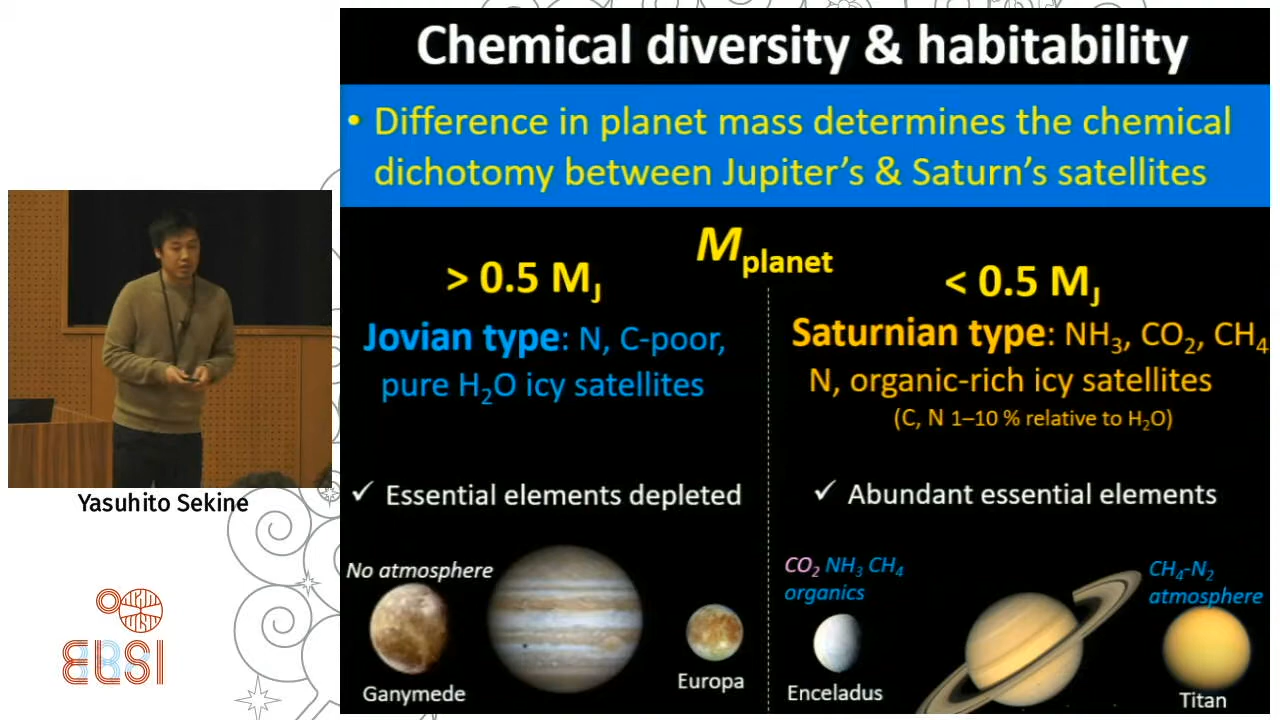 Chemical diversity & habitability
• Difference in planet mass determines the chemical
dichotomy between Jupiter's & Saturn's satellites
Mplanet
> 0.5 MJ
Jovian type: N, C-poor,
pure H₂O icy satellites
✓ Essential elements depleted
No atmosphere
Ganymede
Europa
< 0.5 MJ
Saturnian type: NH₃, CO₂, CH₄
N, organic-rich icy satellites
(C, N 1–10 % relative to H₂O)
✓ Abundant essential elements
CO₂ NH₃ CH₄
organics
Enceladus
CH₄-N₂
atmosphere
Titan
Yasuhito Sekine
ELSI